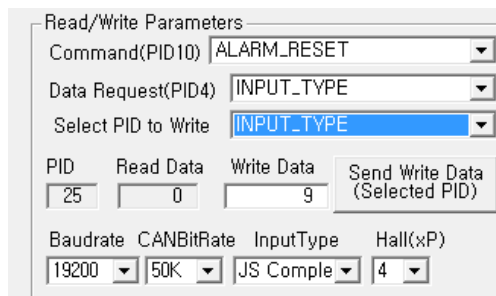 Read/Write Parameters
Command(PID10) ALARM_RESET
Data Request(PID4) INPUT_TYPE
Select PID to Write INPUT_TYPE
PID Read Data Write Data Send Write Data
25 0 9 (Selected PID)
Baudrate CANBitRate InputType Hall(xP)
19200 50K JS Comple 4